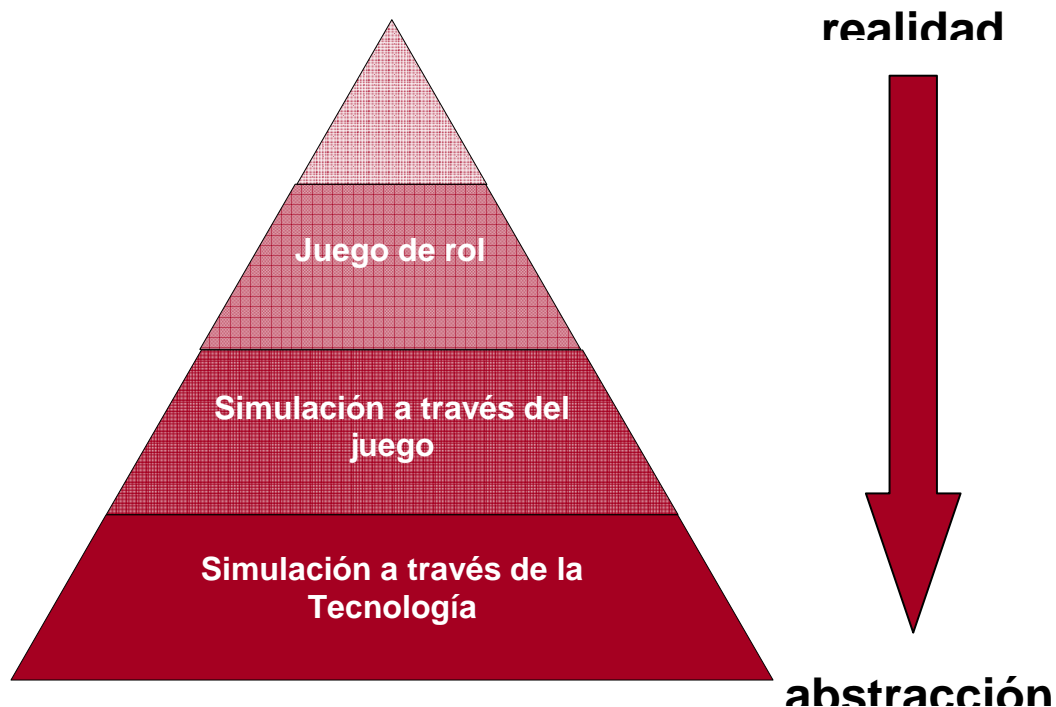 realidad
Juego de rol
Simulación a través del
juego
Simulación a través de la
Tecnología
abstracción